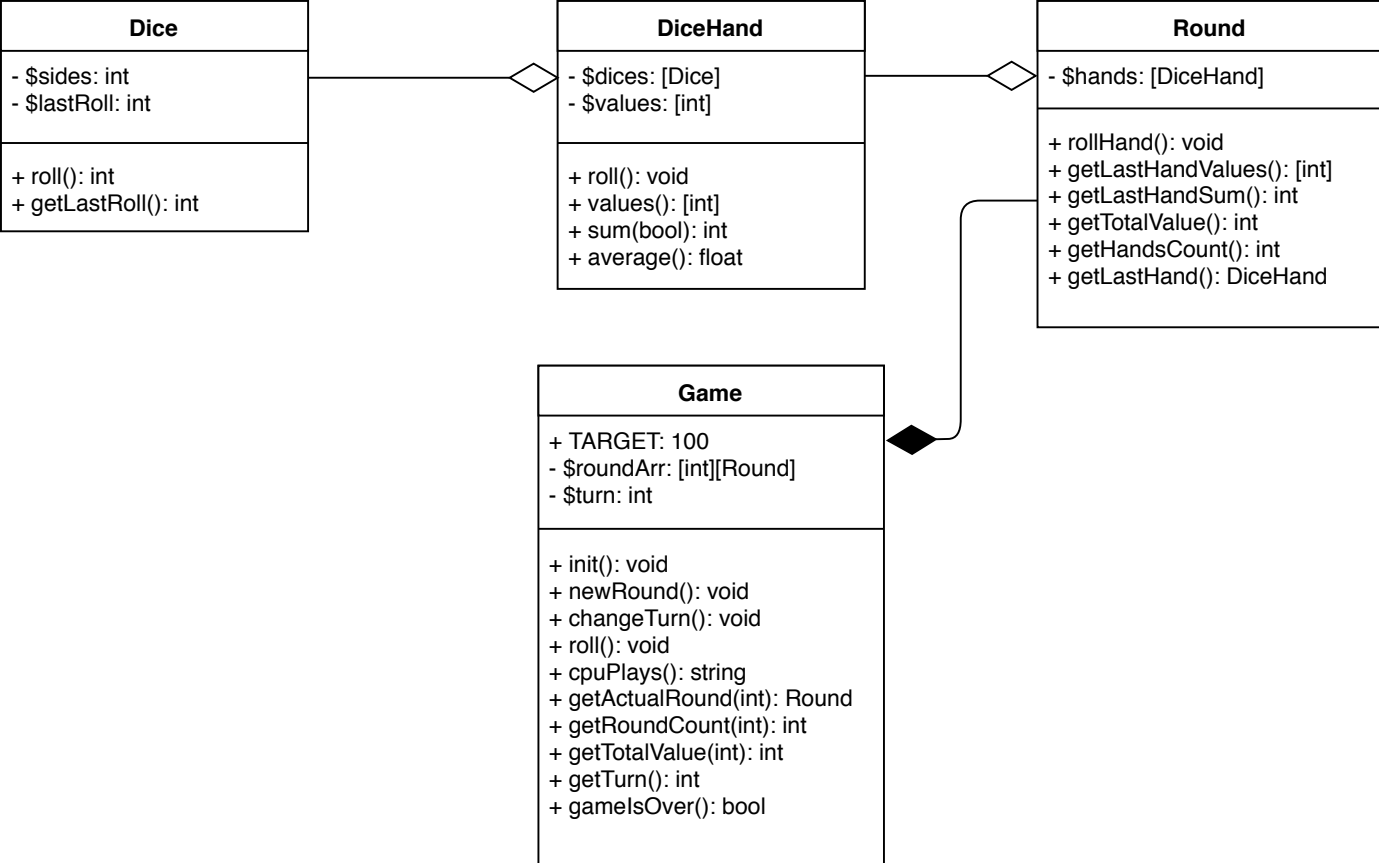 Dice
- $sides: int
- $lastRoll: int
+ roll(): int
+ getLastRoll(): int
DiceHand
- $dices: [Dice]
- $values: [int]
+ roll(): void
+ values(): [int]
+ sum(bool): int
+ average(): float
Round
- $hands: [DiceHand]
+ rollHand(): void
+ getLastHandValues(): [int]
+ getLastHandSum(): int
+ getTotalValue(): int
+ getHandsCount(): int
+ getLastHand(): DiceHand
Game
+ TARGET: 100
- $roundArr: [int][Round]
- $turn: int
+ init(): void
+ newRound(): void
+ changeTurn(): void
+ roll(): void
+ cpuPlays(): string
+ getActualRound(int): Round
+ getRoundCount(int): int
+ getTotalValue(int): int
+ getTurn(): int
+ gameIsOver(): bool